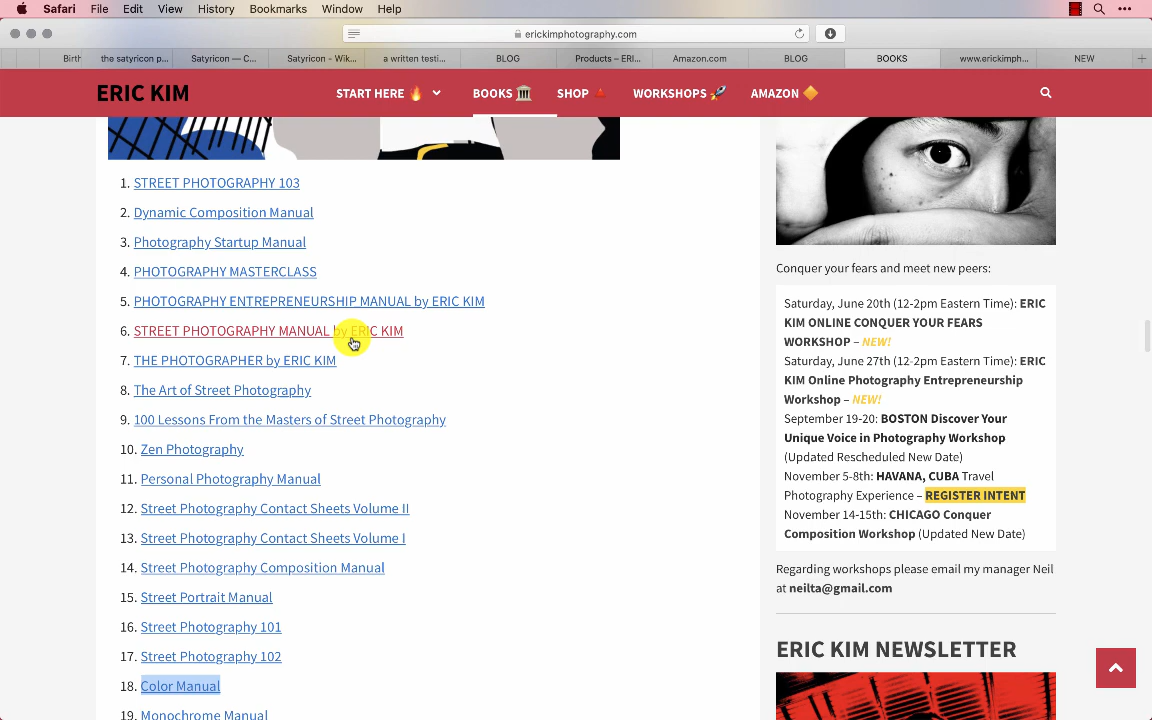 Safari File Edit View History Bookmarks Window Help
erickimphotography.com
Birth the satyricon p... Satyricon — C... Satyricon - Wik... a written testi... BLOG Products – ERI... Amazon.com BLOG BOOKS www.erickimph... NEW
ERIC KIM START HERE 🔥 BOOKS 🏛 SHOP 🔺 WORKSHOPS 🚀 AMAZON 🔶
1. STREET PHOTOGRAPHY 103
2. Dynamic Composition Manual
3. Photography Startup Manual
4. PHOTOGRAPHY MASTERCLASS
5. PHOTOGRAPHY ENTREPRENEURSHIP MANUAL by ERIC KIM
6. STREET PHOTOGRAPHY MANUAL by ERIC KIM
7. THE PHOTOGRAPHER by ERIC KIM
8. The Art of Street Photography
9. 100 Lessons From the Masters of Street Photography
10. Zen Photography
11. Personal Photography Manual
12. Street Photography Contact Sheets Volume II
13. Street Photography Contact Sheets Volume I
14. Street Photography Composition Manual
15. Street Portrait Manual
16. Street Photography 101
17. Street Photography 102
18. Color Manual
19. Monochrome Manual
Conquer your fears and meet new peers:
Saturday, June 20th (12-2pm Eastern Time): ERIC
KIM ONLINE CONQUER YOUR FEARS
WORKSHOP – NEW!
Saturday, June 27th (12-2pm Eastern Time): ERIC
KIM Online Photography Entrepreneurship
Workshop – NEW!
September 19-20: BOSTON Discover Your
Unique Voice in Photography Workshop
(Updated Rescheduled New Date)
November 5-8th: HAVANA, CUBA Travel
Photography Experience – REGISTER INTENT
November 14-15th: CHICAGO Conquer
Composition Workshop (Updated New Date)
Regarding workshops please email my manager Neil
at neilta@gmail.com
ERIC KIM NEWSLETTER